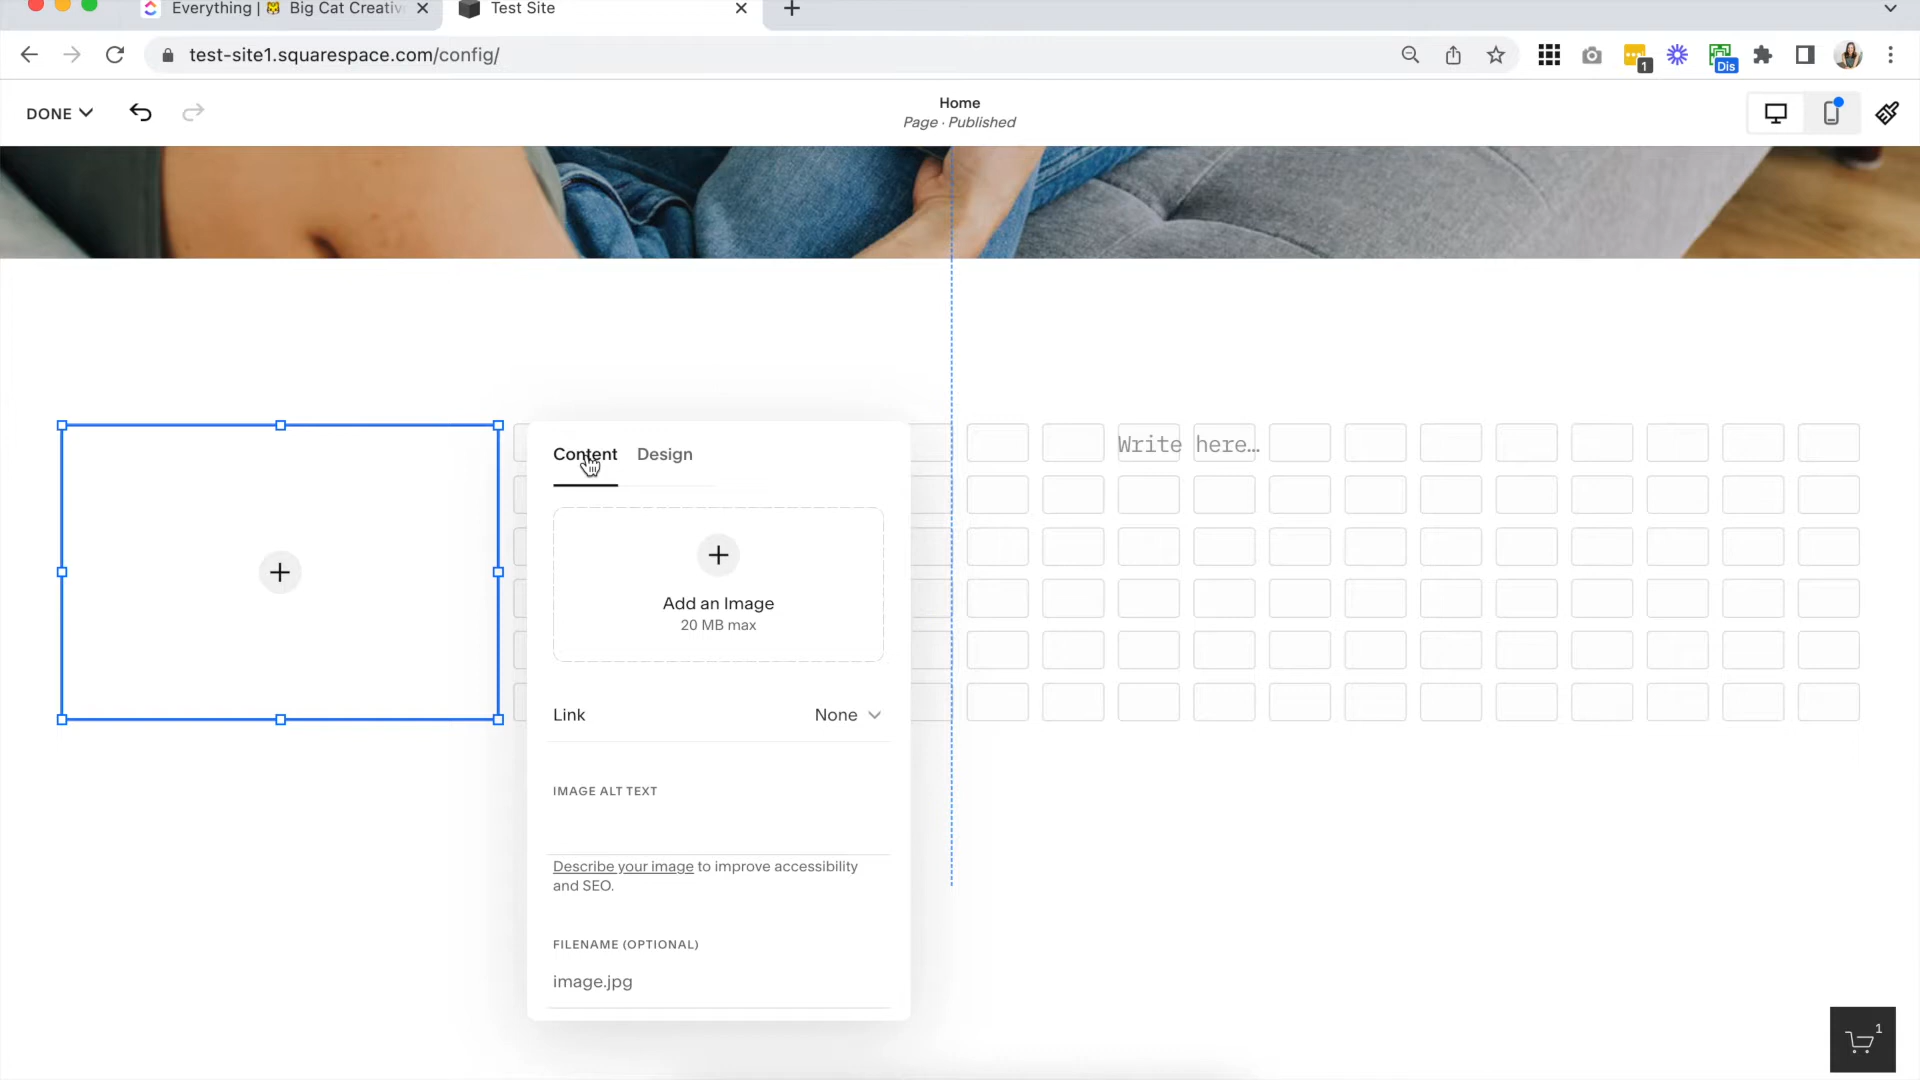 Everything | 🐯 Big Cat Creativ
Test Site
test-site1.squarespace.com/config/
1
Dis
DONE
Home
Page · Published
Content
Design
Write here...
Add an Image
20 MB max
Link
None
IMAGE ALT TEXT
Describe your image to improve accessibility
and SEO.
FILENAME (OPTIONAL)
image.jpg
1